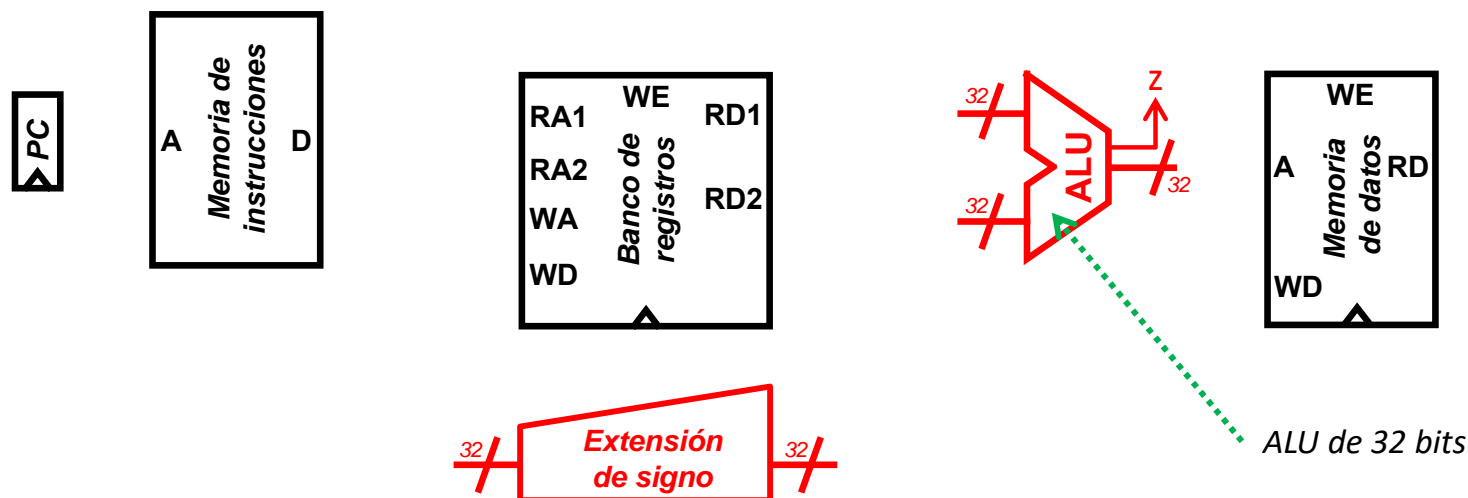 PC
A
Memoria de
instrucciones
D
RA1
RA2
WA
WD
WE
Banco de
registros
RD1
RD2
32
32
ALU
Z
32
A
WD
WE
Memoria
de datos
RD
32
Extensión
de signo
32
ALU de 32 bits